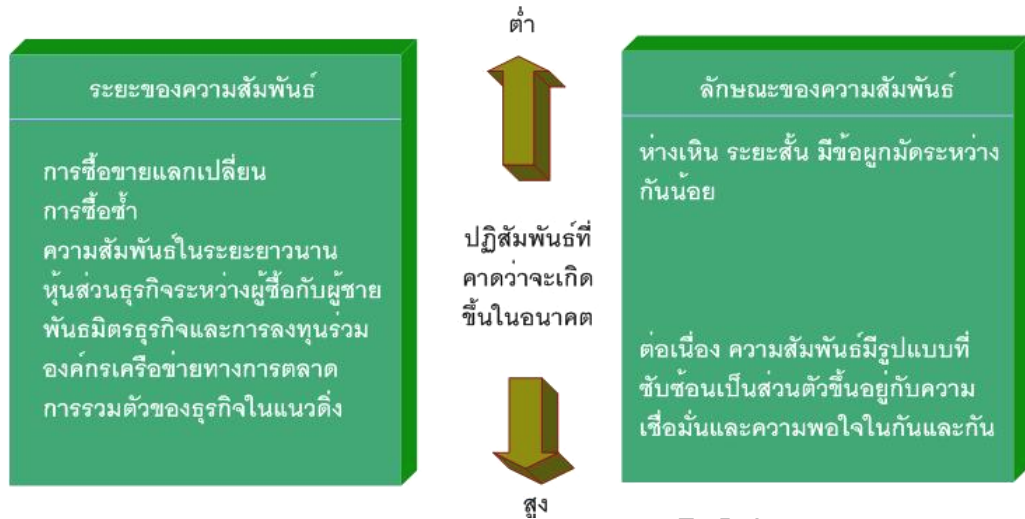 ต่ำ
ระยะของความสัมพันธ์
การซื้อขายแลกเปลี่ยน
การซื้อซ้ำ
ความสัมพันธ์ในระยะยาวนาน
หุ้นส่วนธุรกิจระหว่างผู้ซื้อกับผู้ชาย
พันธมิตรธุรกิจและการลงทุนร่วม
องค์กรเครือข่ายทางการตลาด
การรวมตัวของธุรกิจในแนวดิ่ง
ปฏิสัมพันธ์ที่
คาดว่าจะเกิด
ขึ้นในอนาคต
ลักษณะของความสัมพันธ์
ห่างเหิน ระยะสั้น มีข้อผูกมัดระหว่าง
กันน้อย
ต่อเนื่อง ความสัมพันธ์มีรูปแบบที่
ซับซ้อนเป็นส่วนตัวขึ้นอยู่กับความ
เชื่อมั่นและความพอใจในกันและกัน
สูง